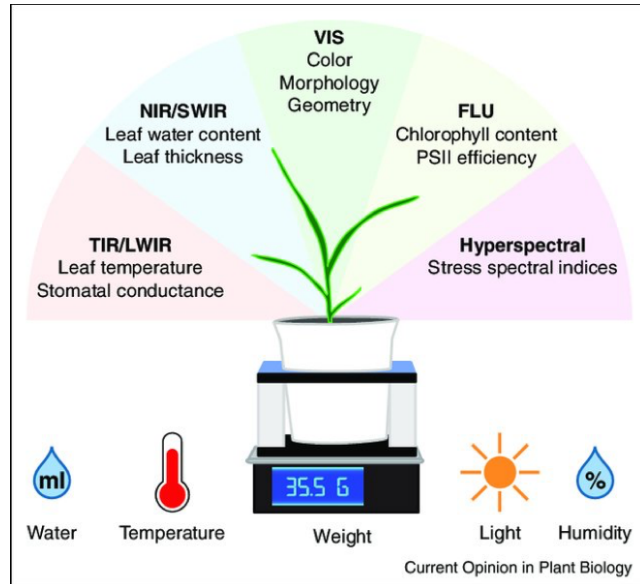 VIS
Color
Morphology
Geometry
NIR/SWIR
Leaf water content
Leaf thickness
FLU
Chlorophyll content
PSII efficiency
TIR/LWIR
Leaf temperature
Stomatal conductance
Hyperspectral
Stress spectral indices
ml
35.5 G
%
Water
Temperature
Weight
Light
Humidity
Current Opinion in Plant Biology